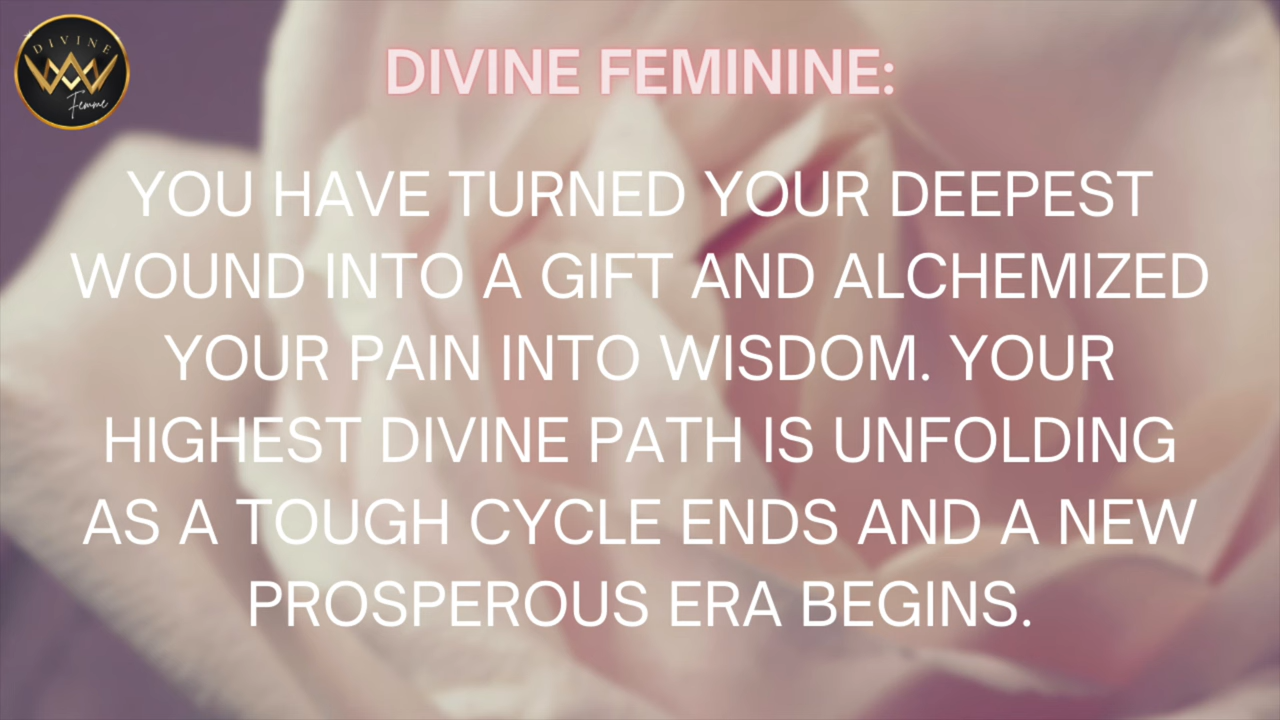 DIVINE
Femme
DIVINE FEMININE:
YOU HAVE TURNED YOUR DEEPEST
WOUND INTO A GIFT AND ALCHEMIZED
YOUR PAIN INTO WISDOM. YOUR
HIGHEST DIVINE PATH IS UNFOLDING
AS A TOUGH CYCLE ENDS AND A NEW
PROSPEROUS ERA BEGINS.